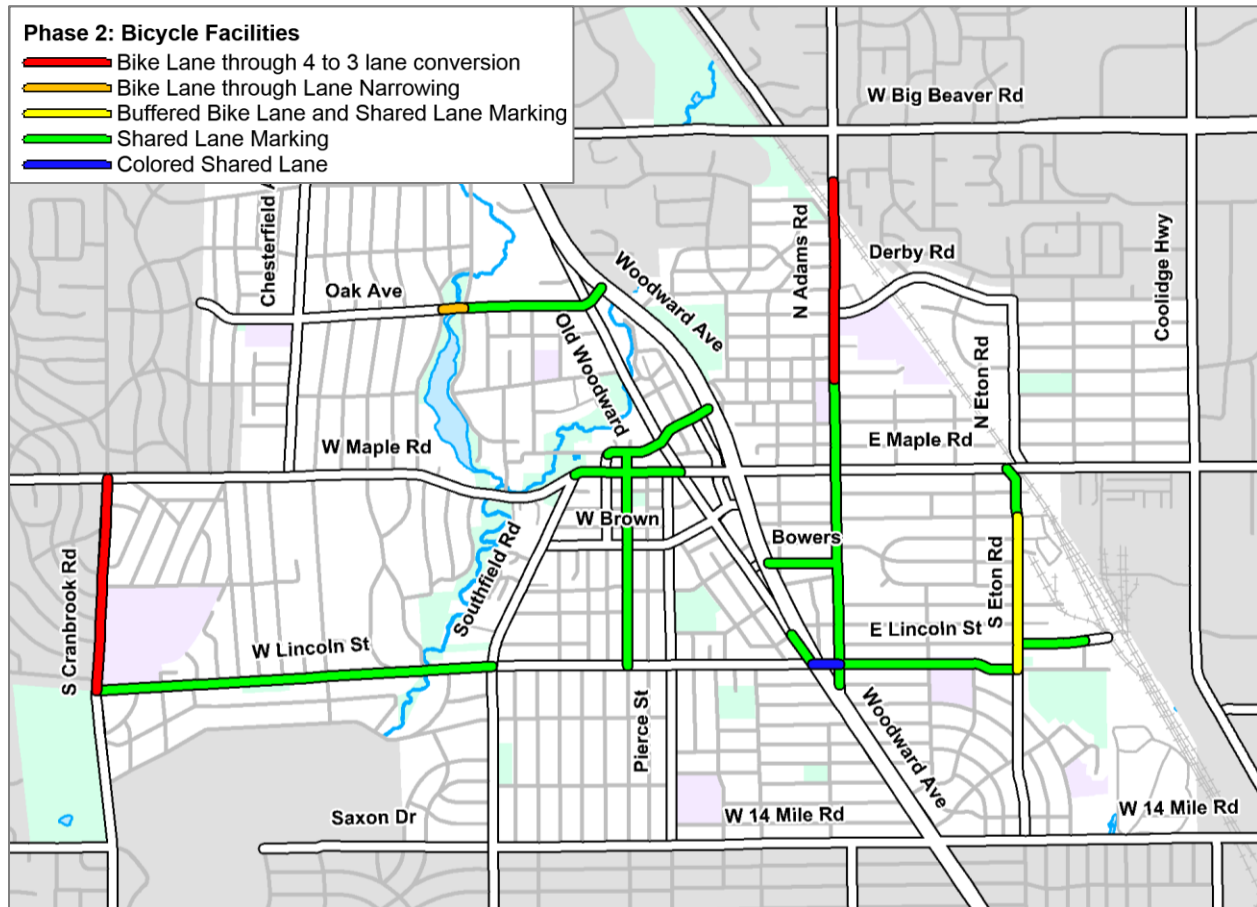 Phase 2: Bicycle Facilities
Bike Lane through 4 to 3 lane conversion
Bike Lane through Lane Narrowing
Buffered Bike Lane and Shared Lane Marking
Shared Lane Marking
Colored Shared Lane
W Big Beaver Rd
Chesterfield
N Adams Rd
Derby Rd
Coolidge Hwy
Woodward Ave
Oak Ave
Old Woodward
N Eton Rd
W Maple Rd
E Maple Rd
W Brown
Bowers
Southfield Rd
S Eton Rd
S Cranbrook Rd
W Lincoln St
E Lincoln St
Pierce St
Woodward Ave
Saxon Dr
W 14 Mile Rd
W 14 Mile Rd